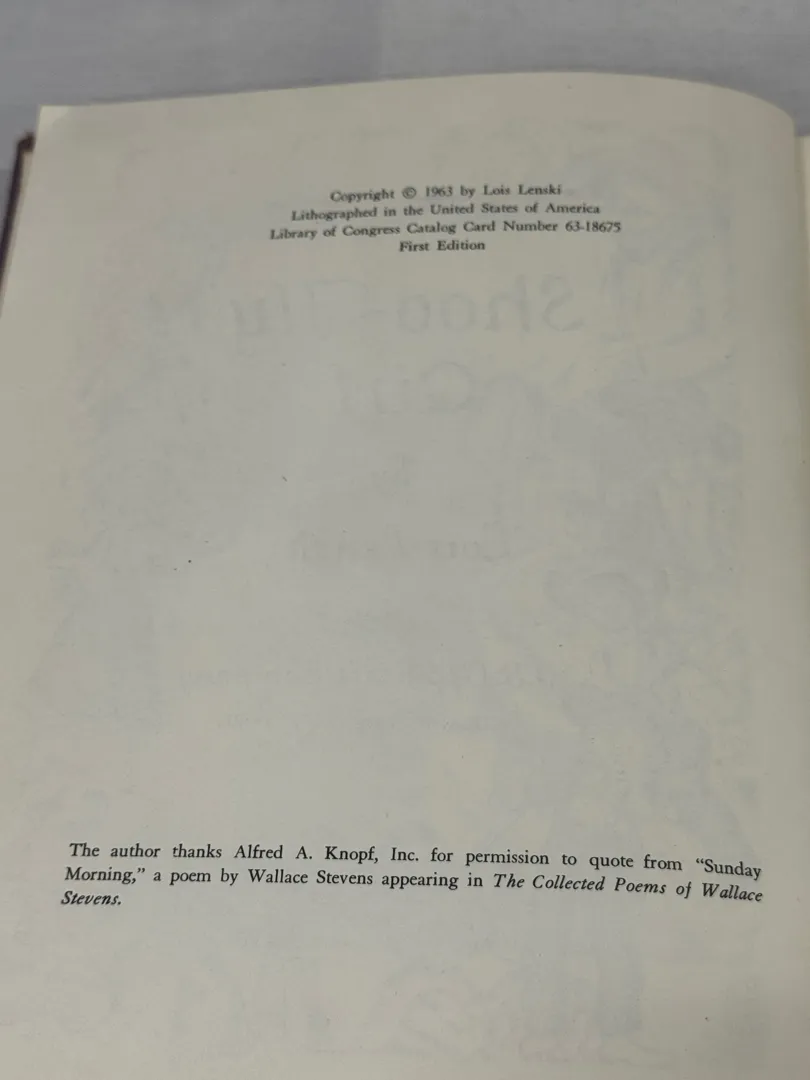 Copyright © 1963 by Lois Lenski
Lithographed in the United States of America
Library of Congress Catalog Card Number 63-18675
First Edition
The author thanks Alfred A. Knopf, Inc. for permission to quote from “Sunday
Morning,” a poem by Wallace Stevens appearing in The Collected Poems of Wallace
Stevens.